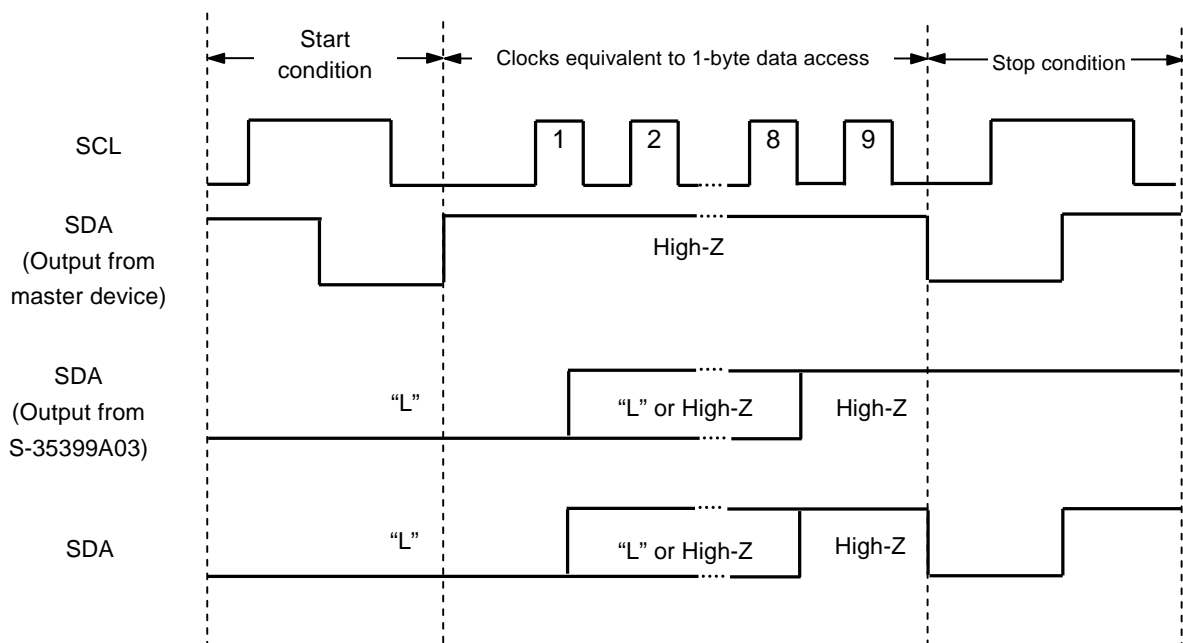 Start
condition
Clocks equivalent to 1-byte data access
Stop condition
SCL
1
2
8
9
SDA
(Output from
master device)
High-Z
SDA
(Output from
S-35399A03)
“L”
“L” or High-Z
High-Z
SDA
“L”
“L” or High-Z
High-Z